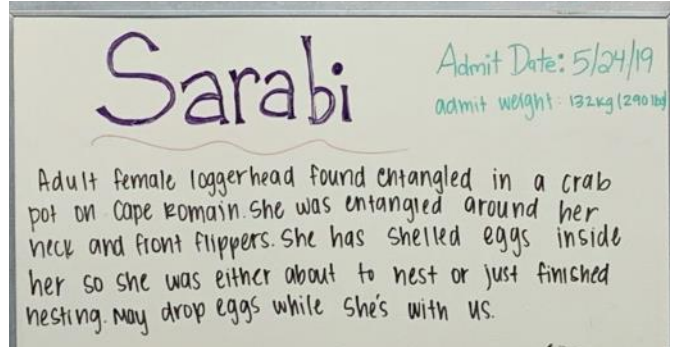 Sarabi
Admit Date: 5/24/19
admit weight: 132kg (290 lbs)
Adult female loggerhead found entangled in a crab
pot on Cape Romain. She was entangled around her
neck and front flippers. She has shelled eggs inside
her so she was either about to nest or just finished
nesting. May drop eggs while she's with us.